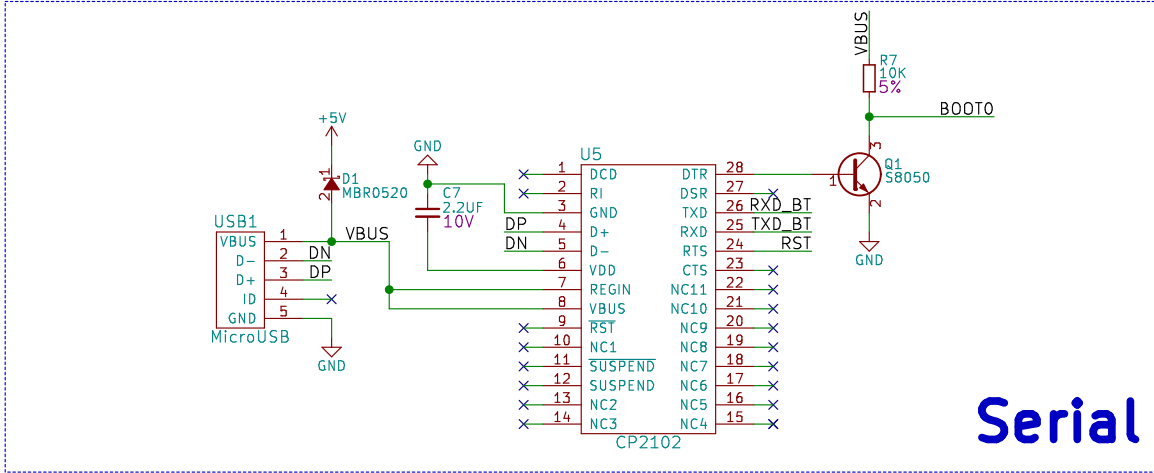 VBUS
R7
10K
5%
BOOT0
3
Q1
S8050
1
2
GND
+5V
1
D1
MBR0520
2
GND
C7
2.2UF
10V
USB1
VBUS 1 VBUS
D- 2 DN
D+ 3 DP
ID 4
GND 5
MicroUSB
GND
U5
1 DCD DTR 28
2 RI DSR 27
3 GND TXD 26 RXD_BT
DP 4 D+ RXD 25 TXD_BT
DN 5 D- RTS 24 RST
6 VDD CTS 23
7 REGIN NC11 22
8 VBUS NC10 21
9 RST NC9 20
10 NC1 NC8 19
11 SUSPEND NC7 18
12 SUSPEND NC6 17
13 NC2 NC5 16
14 NC3 NC4 15
CP2102
Serial